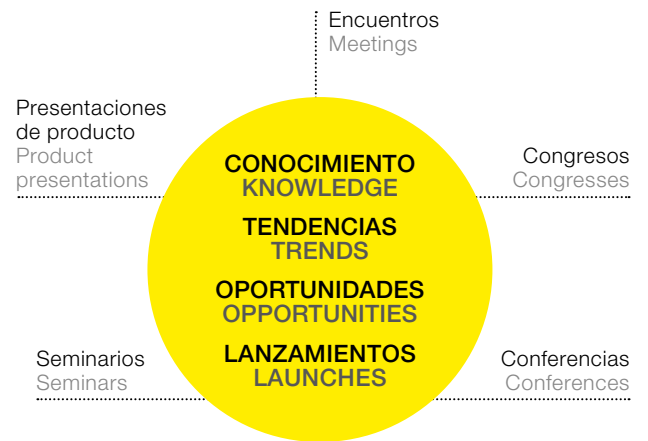 Encuentros
Meetings
Presentaciones
de producto
Product
presentations
CONOCIMIENTO
KNOWLEDGE
TENDENCIAS
TRENDS
OPORTUNIDADES
OPPORTUNITIES
LANZAMIENTOS
LAUNCHES
Congresos
Congresses
Seminarios
Seminars
Conferencias
Conferences